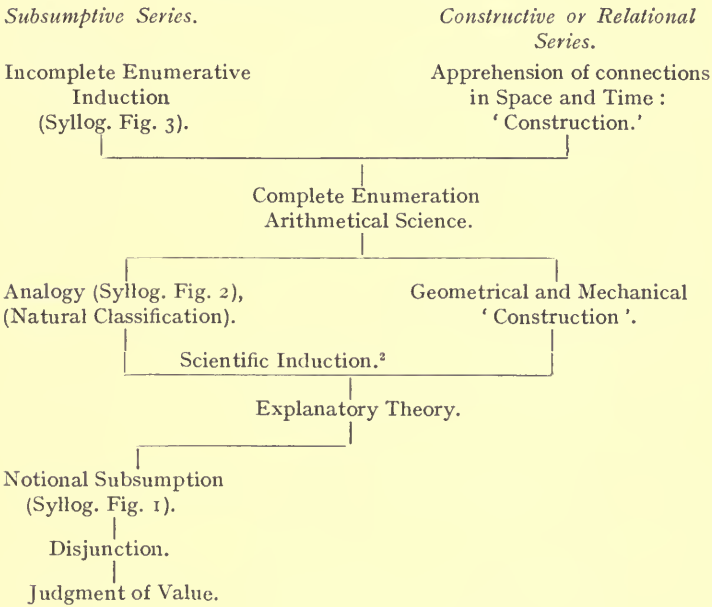 Subsumptive Series.
Constructive or Relational
Series.
Incomplete Enumerative
Induction
(Syllog. Fig. 3).
Apprehension of connections
in Space and Time :
‘ Construction.’
Complete Enumeration
Arithmetical Science.
Analogy (Syllog. Fig. 2),
(Natural Classification).
Geometrical and Mechanical
‘ Construction ’.
Scientific Induction.²
Explanatory Theory.
Notional Subsumption
(Syllog. Fig. 1).
Disjunction.
Judgment of Value.